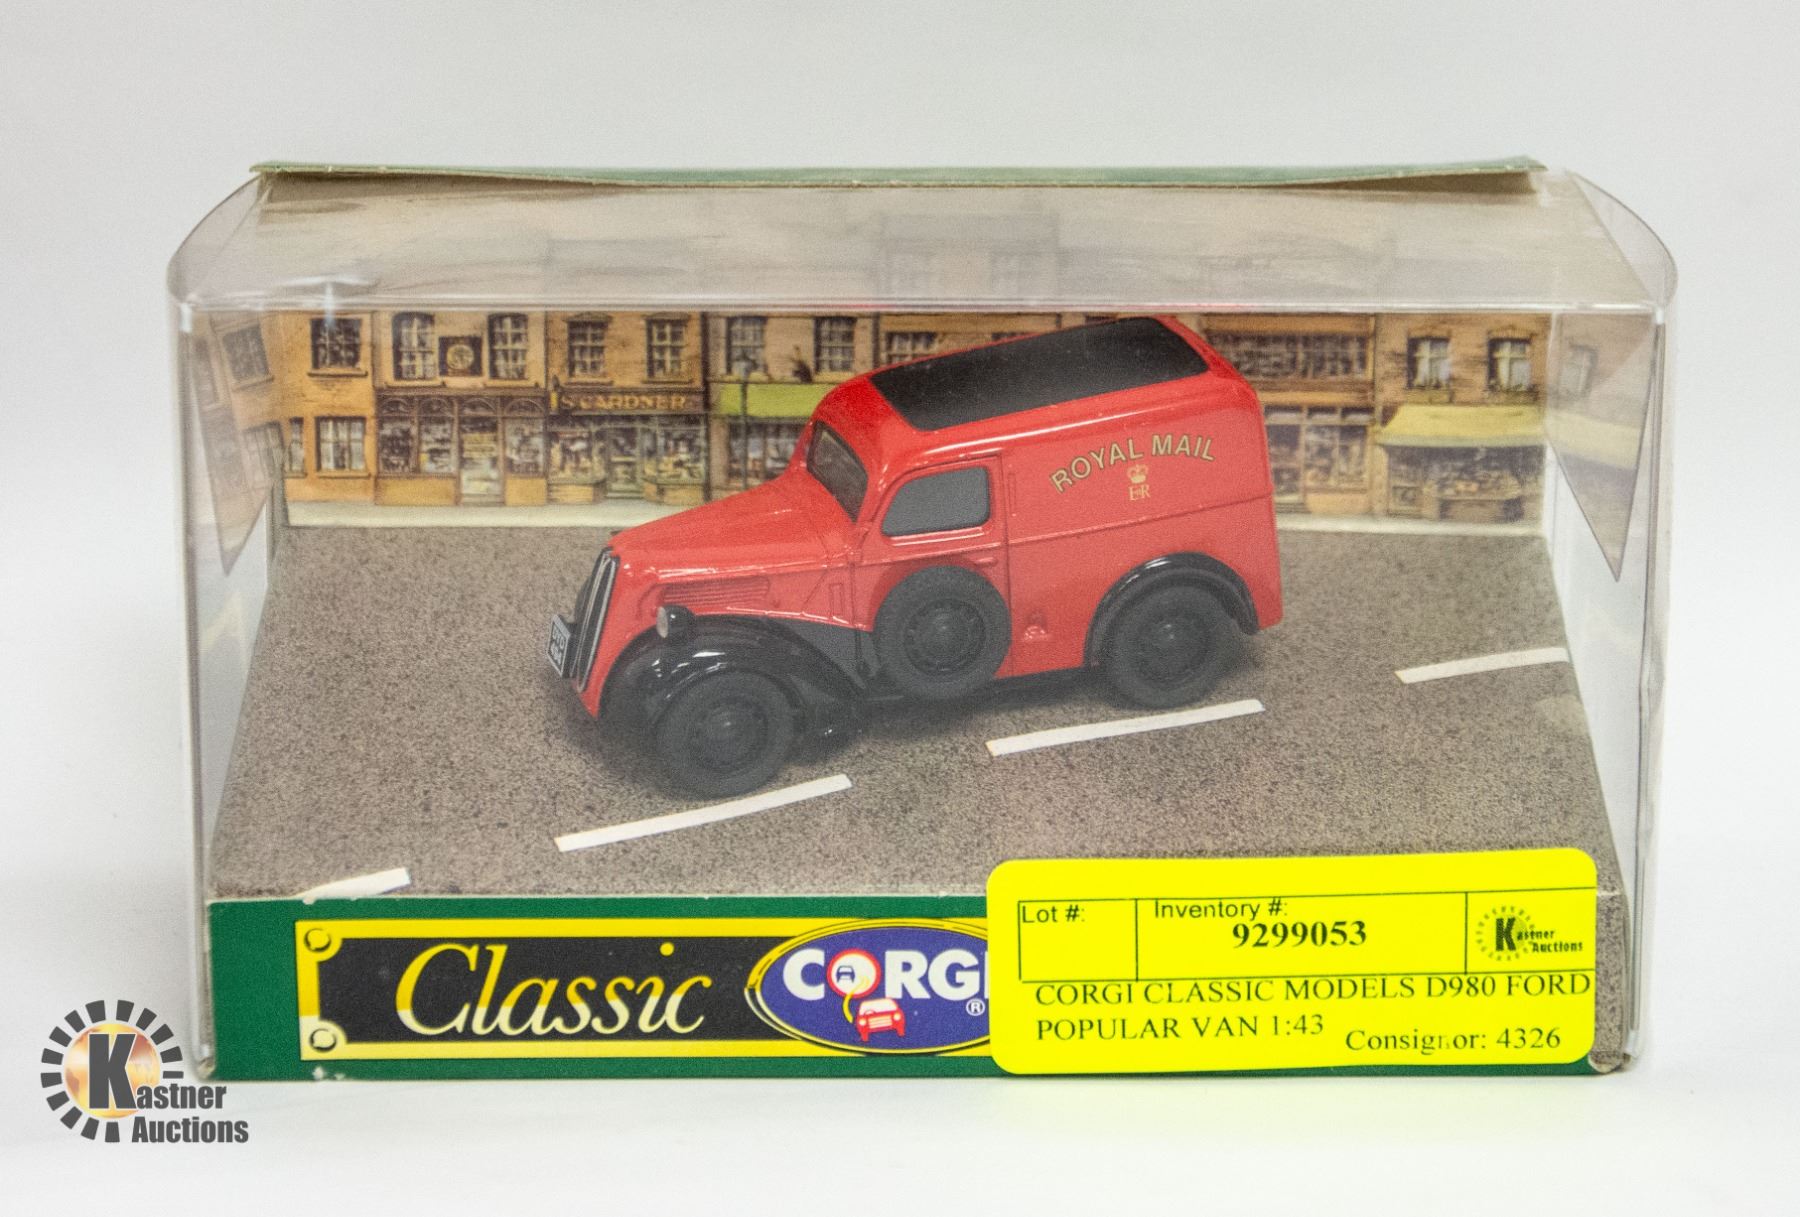 S GARDNER
ROYAL MAIL
EIIR
Classic
CORGI
®
Lot #:
Inventory #:
9299053
Kastner
Auctions
CORGI CLASSIC MODELS D980 FORD
POPULAR VAN 1:43
Consignor: 4326
Kastner
Auctions